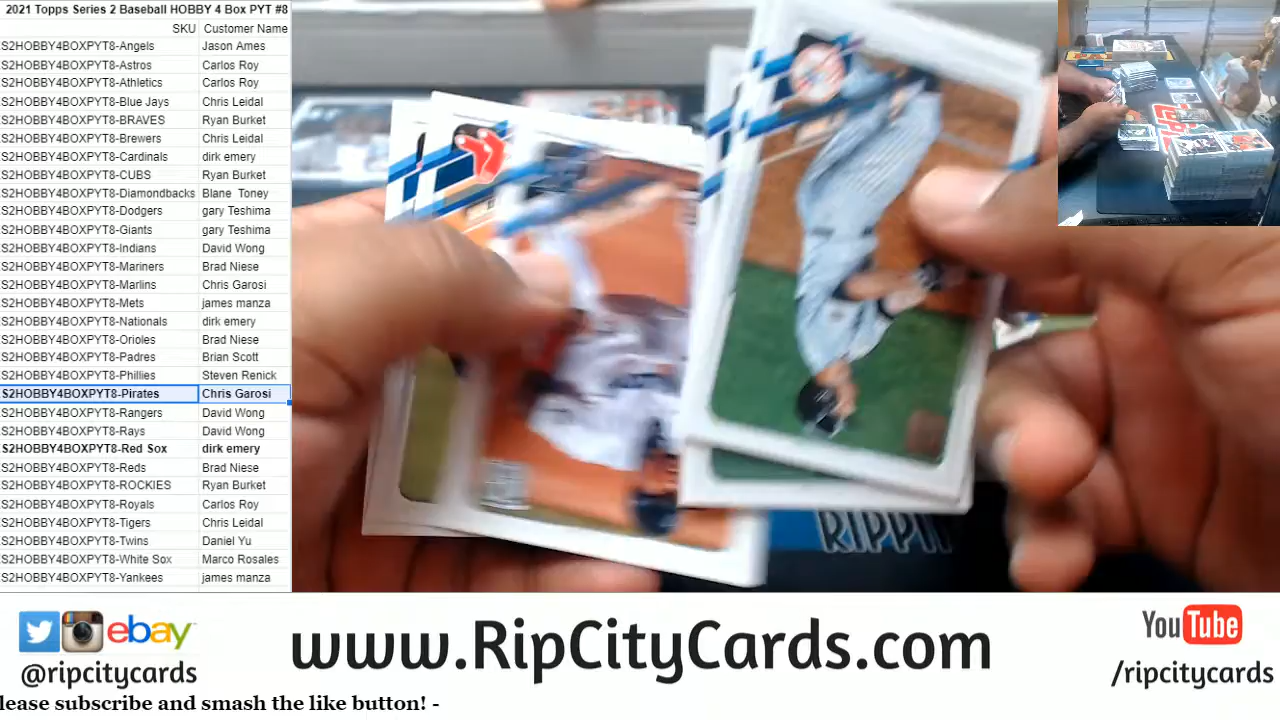 2021 Topps Series 2 Baseball HOBBY 4 Box PYT #8
SKU Customer Name
S2HOBBY4BOXPYT8-Angels Jason Ames
S2HOBBY4BOXPYT8-Astros Carlos Roy
S2HOBBY4BOXPYT8-Athletics Carlos Roy
S2HOBBY4BOXPYT8-Blue Jays Chris Leidal
S2HOBBY4BOXPYT8-BRAVES Ryan Burket
S2HOBBY4BOXPYT8-Brewers Chris Leidal
S2HOBBY4BOXPYT8-Cardinals dirk emery
S2HOBBY4BOXPYT8-CUBS Ryan Burket
S2HOBBY4BOXPYT8-Diamondbacks Blane Toney
S2HOBBY4BOXPYT8-Dodgers gary Teshima
S2HOBBY4BOXPYT8-Giants gary Teshima
S2HOBBY4BOXPYT8-Indians David Wong
S2HOBBY4BOXPYT8-Mariners Brad Niese
S2HOBBY4BOXPYT8-Marlins Chris Garosi
S2HOBBY4BOXPYT8-Mets james manza
S2HOBBY4BOXPYT8-Nationals dirk emery
S2HOBBY4BOXPYT8-Orioles Brad Niese
S2HOBBY4BOXPYT8-Padres Brian Scott
S2HOBBY4BOXPYT8-Phillies Steven Renick
S2HOBBY4BOXPYT8-Pirates Chris Garosi
S2HOBBY4BOXPYT8-Rangers David Wong
S2HOBBY4BOXPYT8-Rays David Wong
S2HOBBY4BOXPYT8-Red Sox dirk emery
S2HOBBY4BOXPYT8-Reds Brad Niese
S2HOBBY4BOXPYT8-ROCKIES Ryan Burket
S2HOBBY4BOXPYT8-Royals Carlos Roy
S2HOBBY4BOXPYT8-Tigers Chris Leidal
S2HOBBY4BOXPYT8-Twins Daniel Yu
S2HOBBY4BOXPYT8-White Sox Marco Rosales
S2HOBBY4BOXPYT8-Yankees james manza
RIPPIN
ebay
@ripcitycards
www.RipCityCards.com
YouTube
/ripcitycards
lease subscribe and smash the like button! -